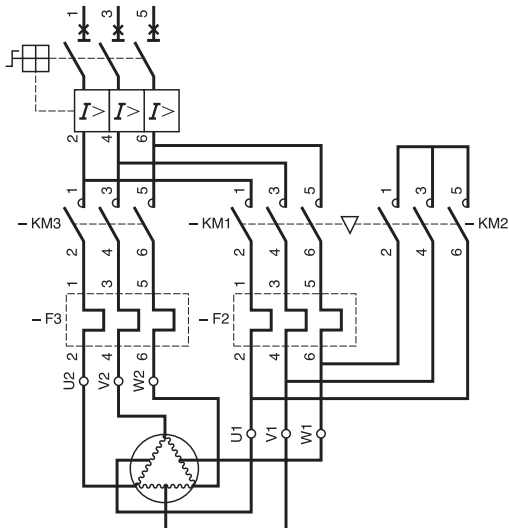 1 3 5
I> I> I>
2 4 6
1 3 5 1 3 5 1 3 5
– KM3 – KM1 – KM2
2 4 6 2 4 6 2 4 6
1 3 5 1 3 5
– F3 – F2
2 4 6 2 4 6
U2 V2 W2
U1 V1 W1